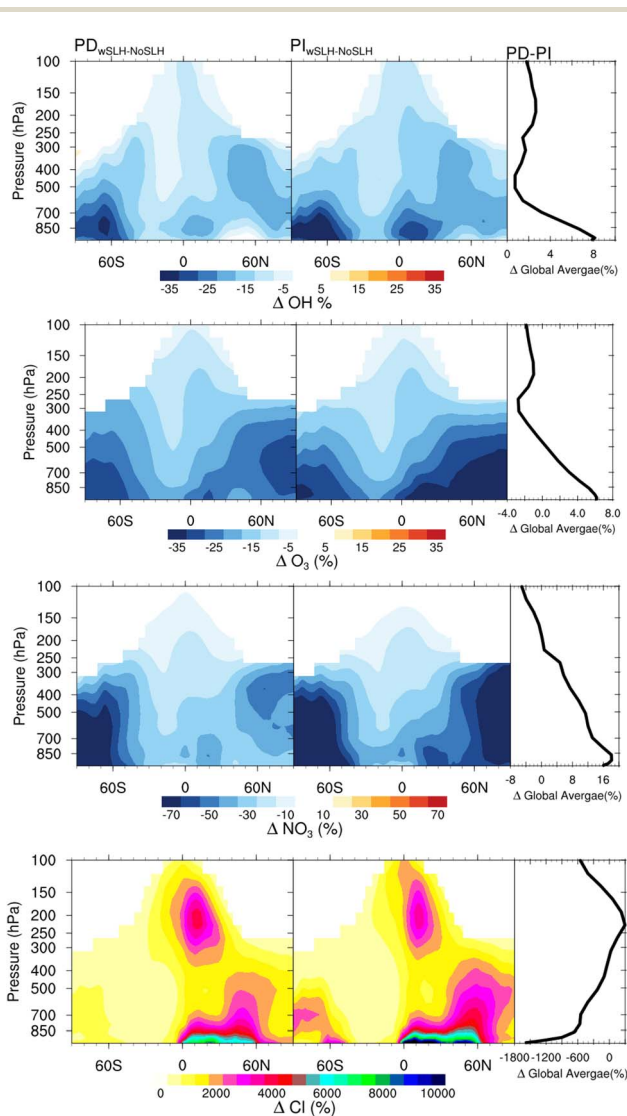 PDwSLH-NoSLH PIwSLH-NoSLH PD-PI
100
150
200
250
300
400
500
700
850
Pressure (hPa)
60S 0 60N 60S 0 60N 0 4 8
Δ Global Avergae(%)
-35 -25 -15 -5 5 15 25 35
Δ OH %
100
150
200
250
300
400
500
700
850
Pressure (hPa)
60S 0 60N 60S 0 60N -4.0 0.0 4.0 8.0
Δ Global Avergae(%)
-35 -25 -15 -5 5 15 25 35
Δ O3 (%)
100
150
200
250
300
400
500
700
850
Pressure (hPa)
60S 0 60N 60S 0 60N -8 0 8 16
Δ Global Avergae(%)
-70 -50 -30 -10 10 30 50 70
Δ NO3 (%)
100
150
200
250
300
400
500
700
850
Pressure (hPa)
60S 0 60N 60S 0 60N -1800 -1200 -600 0
Δ Global Avergae(%)
0 2000 4000 6000 8000 10000
Δ Cl (%)